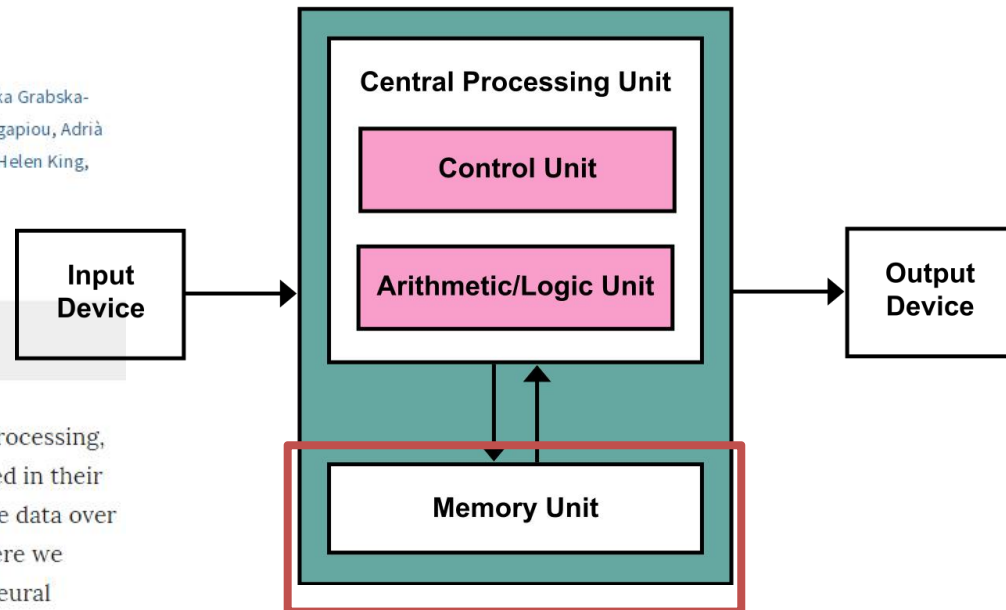 ka Grabska-
gapiou, Adrià
Helen King,
rocessing,
ed in their
e data over
ere we
eural
Central Processing Unit
Control Unit
Arithmetic/Logic Unit
Input
Device
Output
Device
Memory Unit